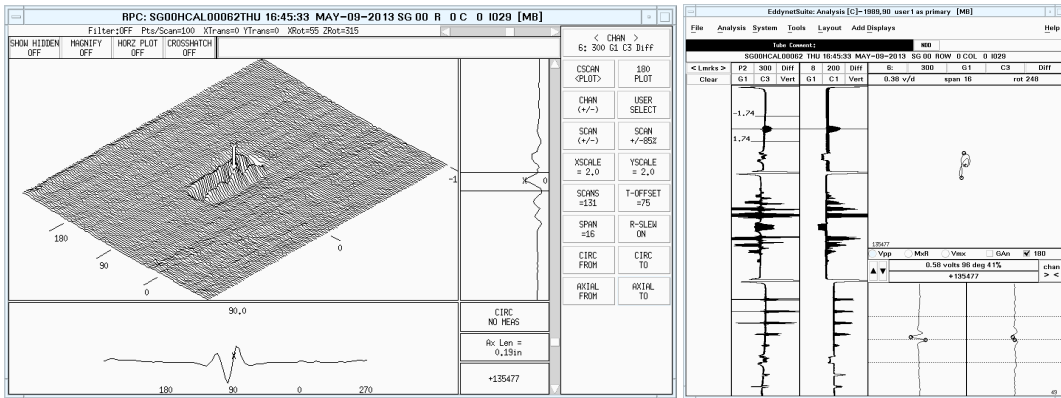 RPC: SG00HCAL00062THU 16:45:33 MAY-09-2013 SG 00 R 0 C 0 I029 [MB]
Filter:OFF Pts/Scan=100 XTrans=0 YTrans=0 XRot=55 ZRot=315
SHOW HIDDEN OFF
MAGNIFY OFF
HORZ PLOT OFF
CROSSHATCH OFF
180
90
0
0
-1
X
0
90.0
180 90 0 270
CIRC
NO MEAS
Ax Len =
0.19in
+135477
< CHAN >
6: 300 G1 C3 Diff
CSCAN <PLOT>
180 PLOT
CHAN (+/-)
USER SELECT
SCAN (+/-)
SCAN +/-85%
XSCALE = 2.0
YSCALE = 2.0
SCANS =131
T-OFFSET =75
SPAN =16
R-SLEW ON
CIRC FROM
CIRC TO
AXIAL FROM
AXIAL TO
EddynetSuite: Analysis [C]-1989,90 user1 as primary [MB]
File Analysis System Tools Layout Add Displays Help
Tube Comment: NDD
SG00HCAL00062 THU 16:45:33 MAY-09-2013 SG 00 ROW 0 COL 0 I029
< Lmrks > P2 300 Diff 8 200 Diff 6: 300 G1 C3 Diff
Clear G1 C3 Vert G1 C1 Vert 0.38 v/d span 16 rot 248
-1.74
1.74
135477
Vpp MxR Vmx GAn 180
0.58 volts 96 deg 41%
+135477
chan
> <
49